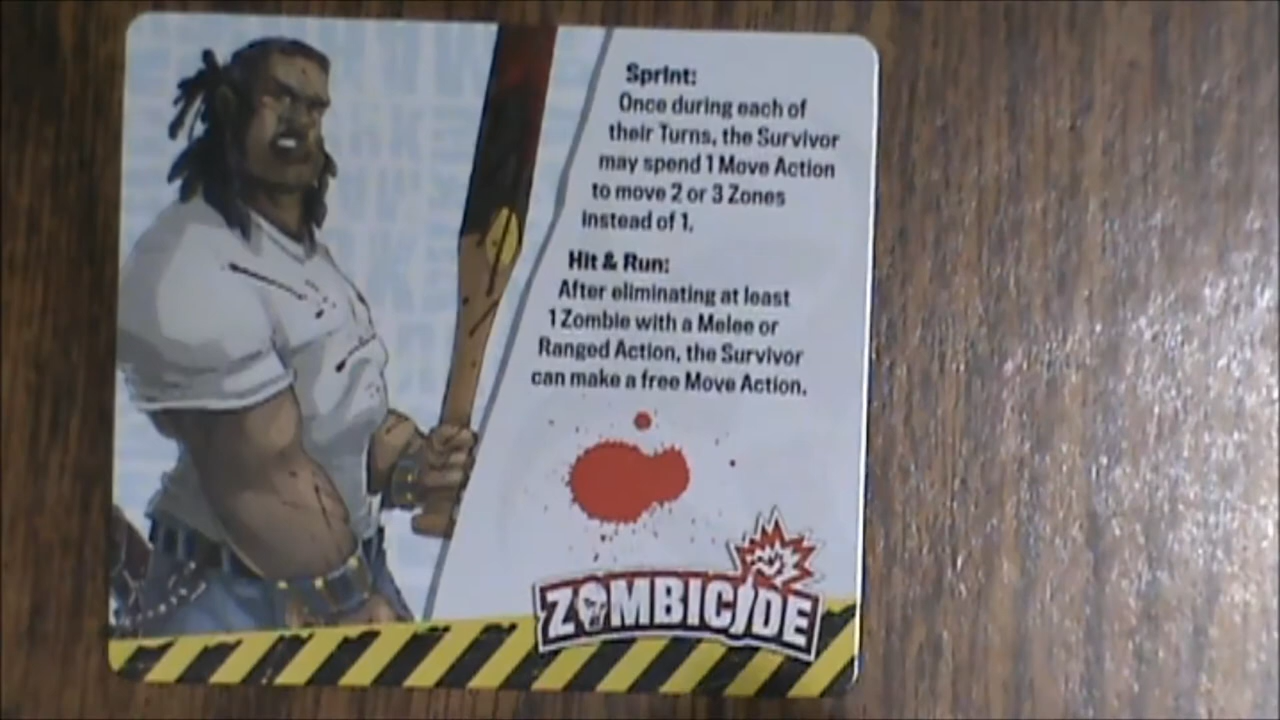 Sprint:
Once during each of
their Turns, the Survivor
may spend 1 Move Action
to move 2 or 3 Zones
instead of 1.
Hit & Run:
After eliminating at least
1 Zombie with a Melee or
Ranged Action, the Survivor
can make a free Move Action.
ZOMBICIDE